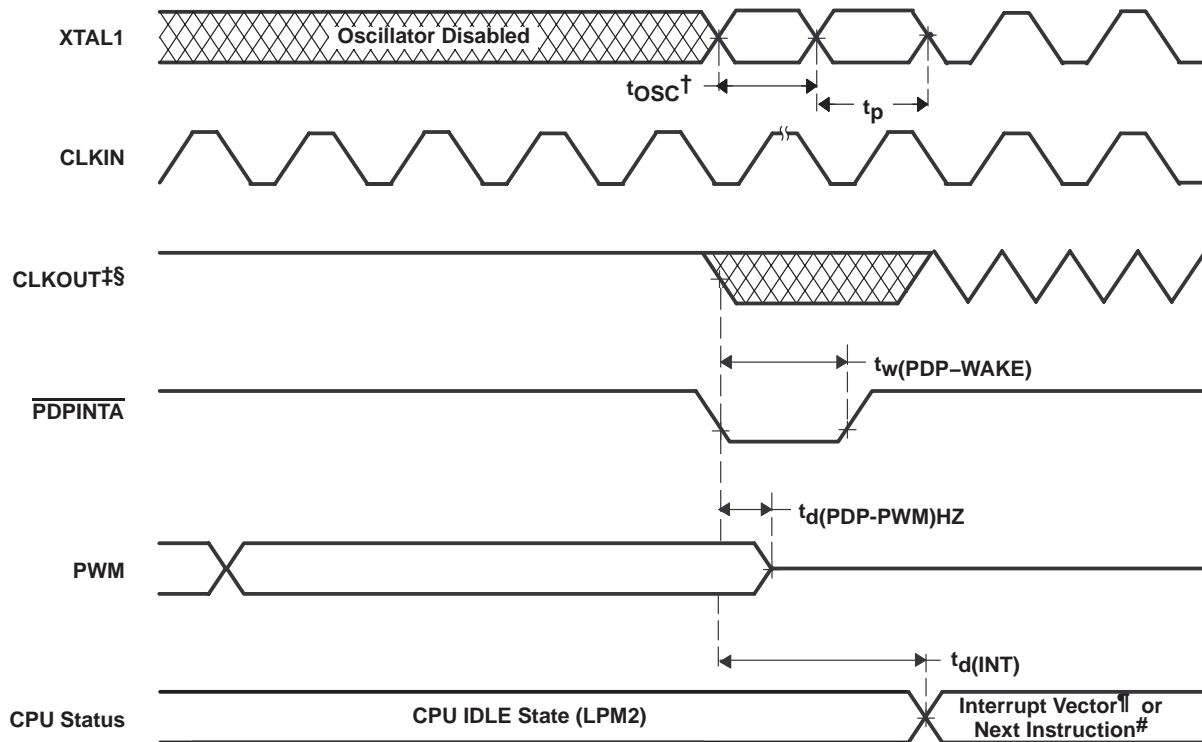 XTAL1
Oscillator Disabled
tOSC†
tp
CLKIN
CLKOUT‡§
tw(PDP–WAKE)
PDPINTA
td(PDP-PWM)HZ
PWM
td(INT)
CPU Status
CPU IDLE State (LPM2)
Interrupt Vector¶ or
Next Instruction#